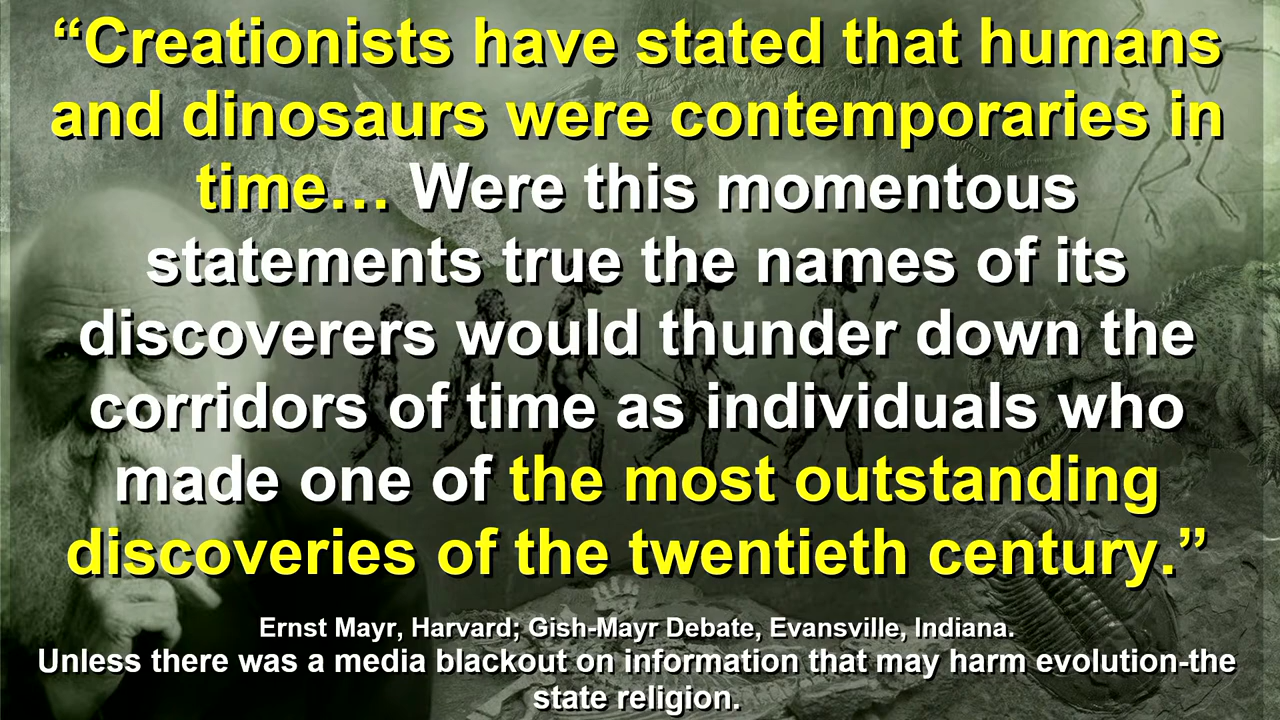 “Creationists have stated that humans
and dinosaurs were contemporaries in
time… Were this momentous
statements true the names of its
discoverers would thunder down the
corridors of time as individuals who
made one of the most outstanding
discoveries of the twentieth century.”
Ernst Mayr, Harvard; Gish-Mayr Debate, Evansville, Indiana.
Unless there was a media blackout on information that may harm evolution-the
state religion.